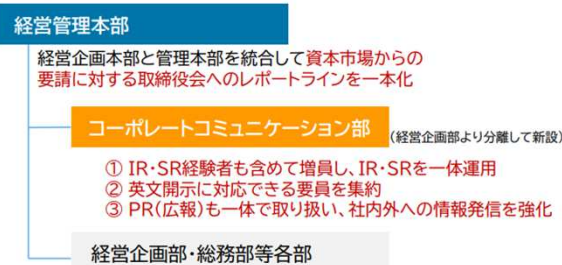 経営管理本部
経営企画本部と管理本部を統合して資本市場からの
要請に対する取締役会へのレポートラインを一本化
コーポレートコミュニケーション部 (経営企画部より分離して新設)
① IR・SR経験者も含めて増員し、IR・SRを一体運用
② 英文開示に対応できる要員を集約
③ PR(広報)も一体で取り扱い、社内外への情報発信を強化
経営企画部・総務部等各部